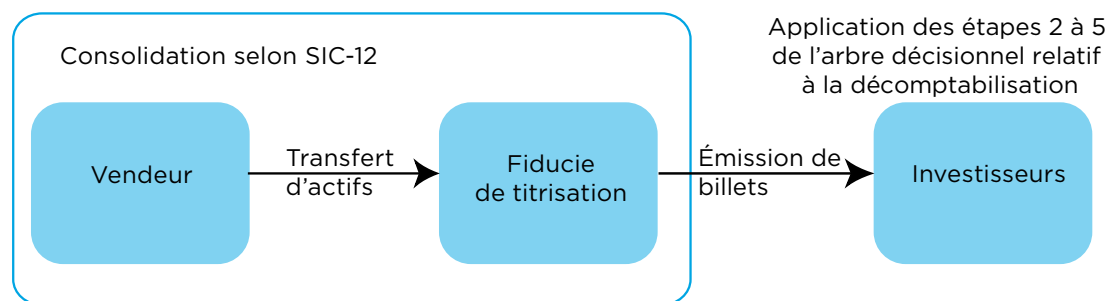 Consolidation selon SIC-12
Application des étapes 2 à 5
de l'arbre décisionnel relatif
à la décomptabilisation
Vendeur
Transfert
d'actifs
Fiducie
de titrisation
Émission de
billets
Investisseurs